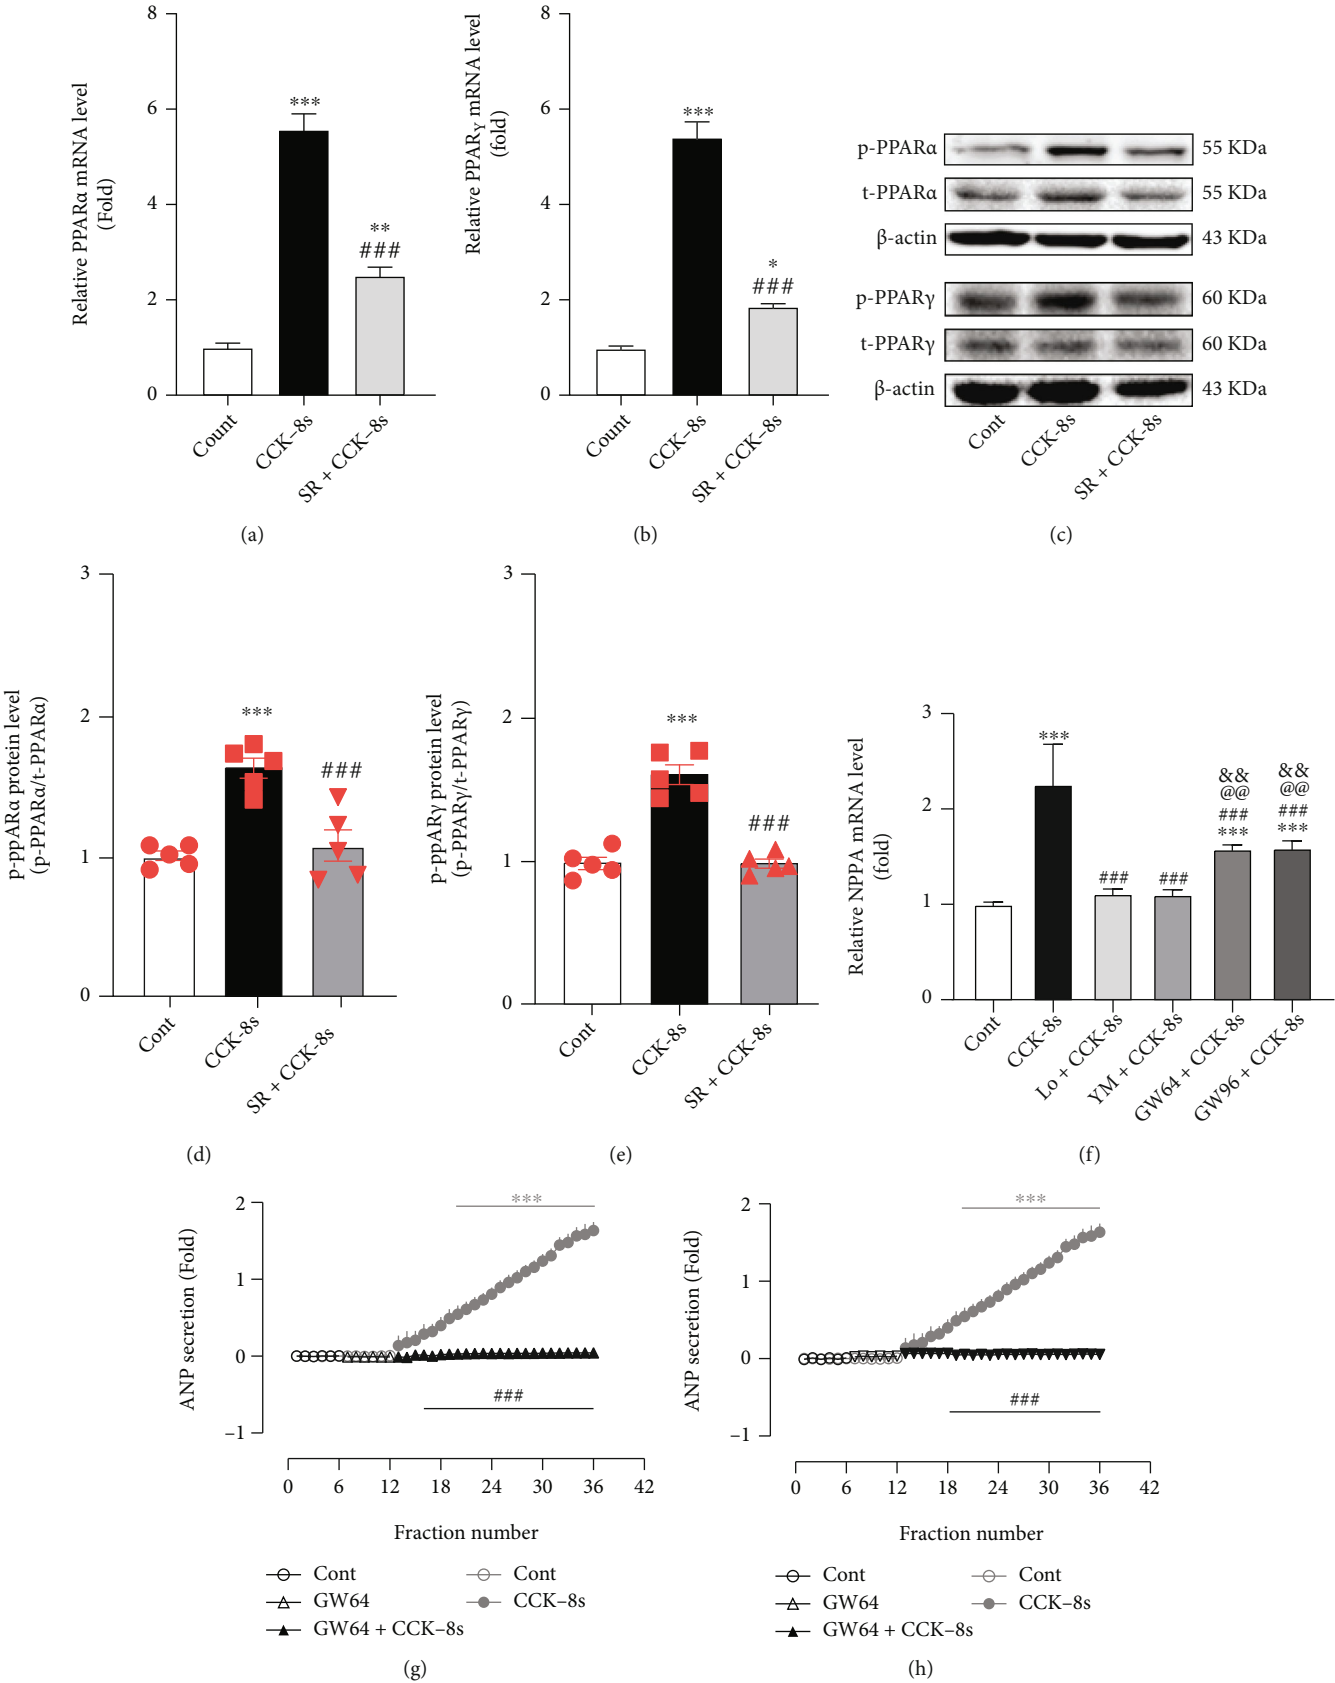 Relative PPARα mRNA level
(Fold)
8
6
4
2
0
***
**
###
Count
CCK–8s
SR + CCK–8s
(a)
Relative PPARγ mRNA level
(fold)
8
6
4
2
0
***
*
###
Count
CCK–8s
SR + CCK–8s
(b)
p-PPARα 55 KDa
t-PPARα 55 KDa
β-actin 43 KDa
p-PPARγ 60 KDa
t-PPARγ 60 KDa
β-actin 43 KDa
Cont
CCK-8s
SR + CCK-8s
(c)
p-ppARα protein level
(p-PPARα/t-PPARα)
3
2
1
0
***
###
Cont
CCK-8s
SR + CCK-8s
(d)
p-ppARγ protein level
(p-PPARγ/t-PPARγ)
3
2
1
0
***
###
Cont
CCK-8s
SR + CCK-8s
(e)
Relative NPPA mRNA level
(fold)
3
2
1
0
***
###
###
&&
@@
###
***
&&
@@
###
***
Cont
CCK-8s
Lo + CCK-8s
YM + CCK-8s
GW64 + CCK-8s
GW96 + CCK-8s
(f)
ANP secretion (Fold)
2
1
0
–1
***
###
0 6 12 18 24 30 36 42
Fraction number
Cont Cont
GW64 CCK–8s
GW64 + CCK–8s
(g)
ANP secretion (Fold)
2
1
0
–1
***
###
0 6 12 18 24 30 36 42
Fraction number
Cont Cont
GW64 CCK–8s
GW64 + CCK–8s
(h)